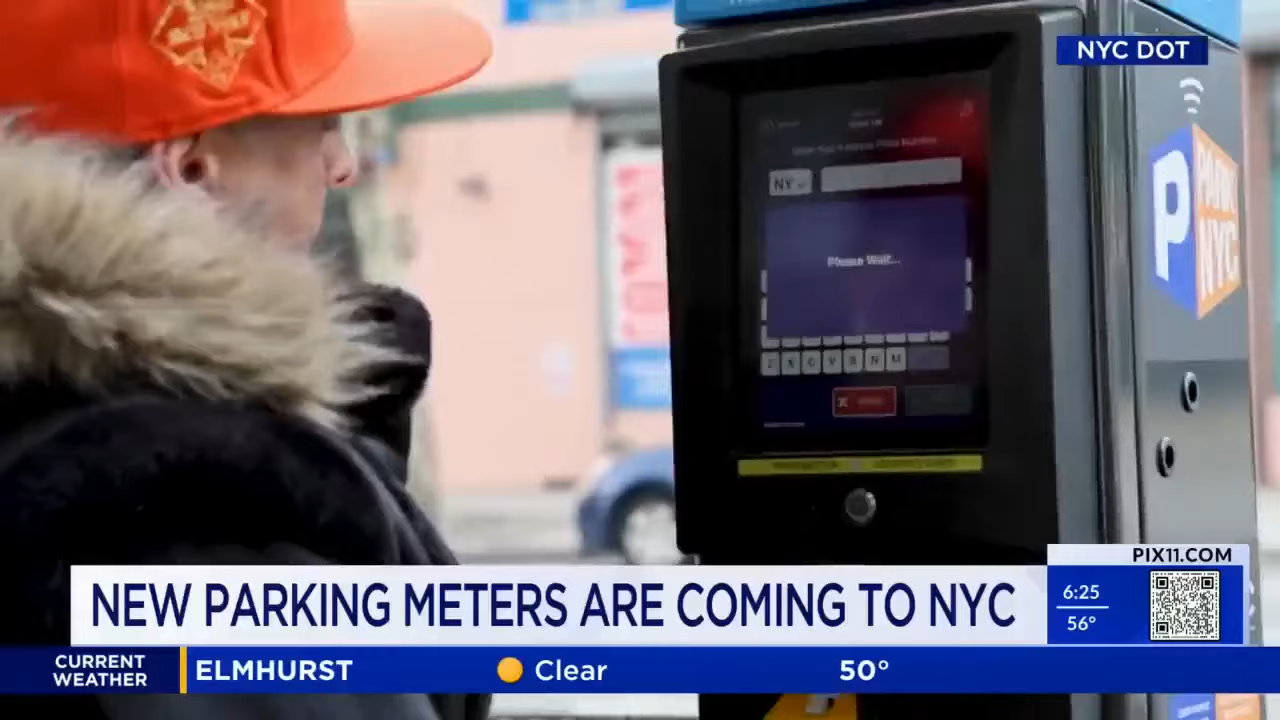 NYC DOT
NY
Please Wait...
Z X C V B N M
P PARK NYC
PIX11.COM
NEW PARKING METERS ARE COMING TO NYC
6:25
56°
CURRENT WEATHER
ELMHURST Clear 50°